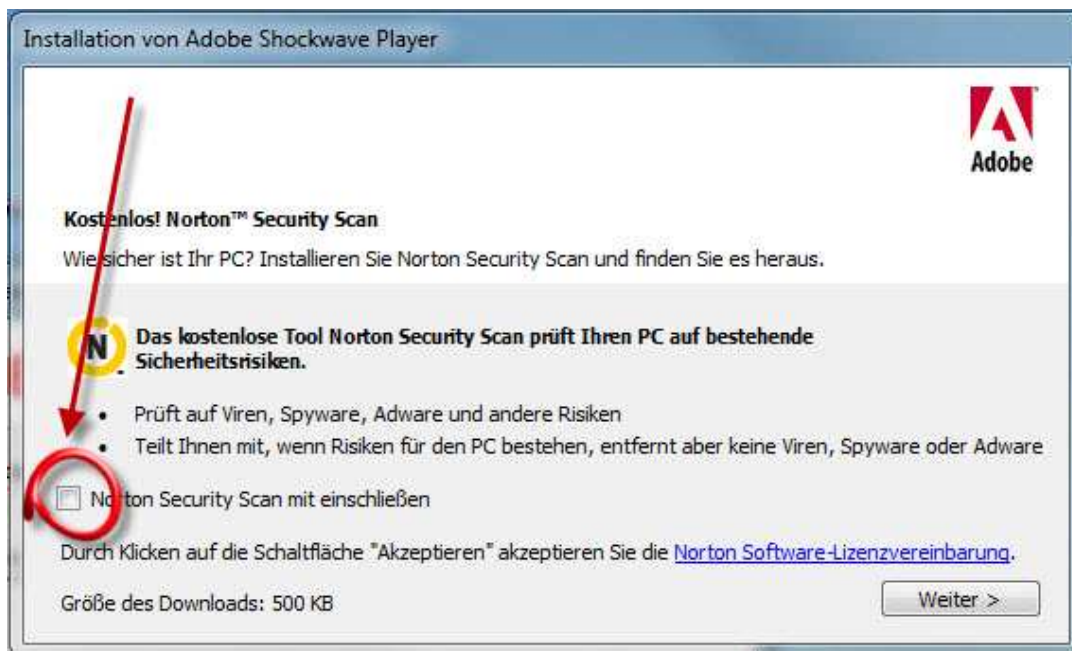 Installation von Adobe Shockwave Player
Adobe
Kostenlos! Norton™ Security Scan
Wie sicher ist Ihr PC? Installieren Sie Norton Security Scan und finden Sie es heraus.
N
Das kostenlose Tool Norton Security Scan prüft Ihren PC auf bestehende
Sicherheitsrisiken.
• Prüft auf Viren, Spyware, Adware und andere Risiken
• Teilt Ihnen mit, wenn Risiken für den PC bestehen, entfernt aber keine Viren, Spyware oder Adware
Norton Security Scan mit einschließen
Durch Klicken auf die Schaltfläche "Akzeptieren" akzeptieren Sie die Norton Software-Lizenzvereinbarung.
Größe des Downloads: 500 KB
Weiter >